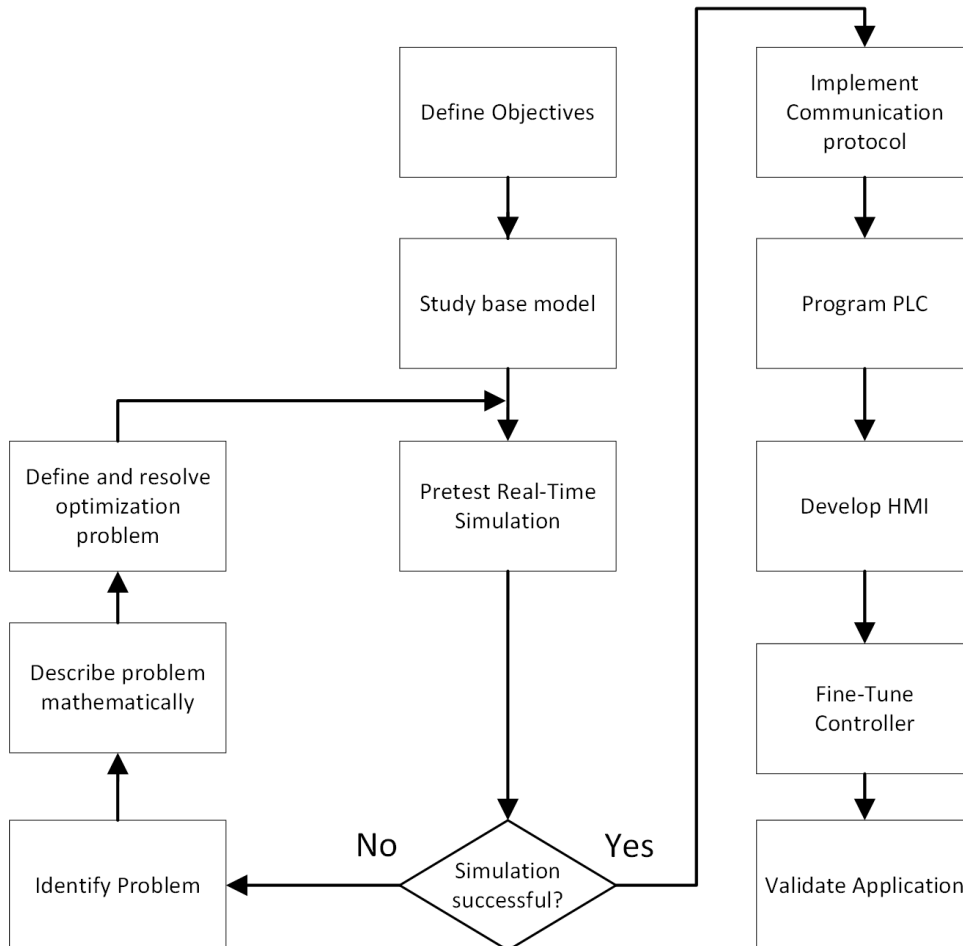 Define Objectives
Study base model
Pretest Real-Time
Simulation
Simulation
successful?
No
Yes
Identify Problem
Describe problem
mathematically
Define and resolve
optimization
problem
Implement
Communication
protocol
Program PLC
Develop HMI
Fine-Tune
Controller
Validate Application